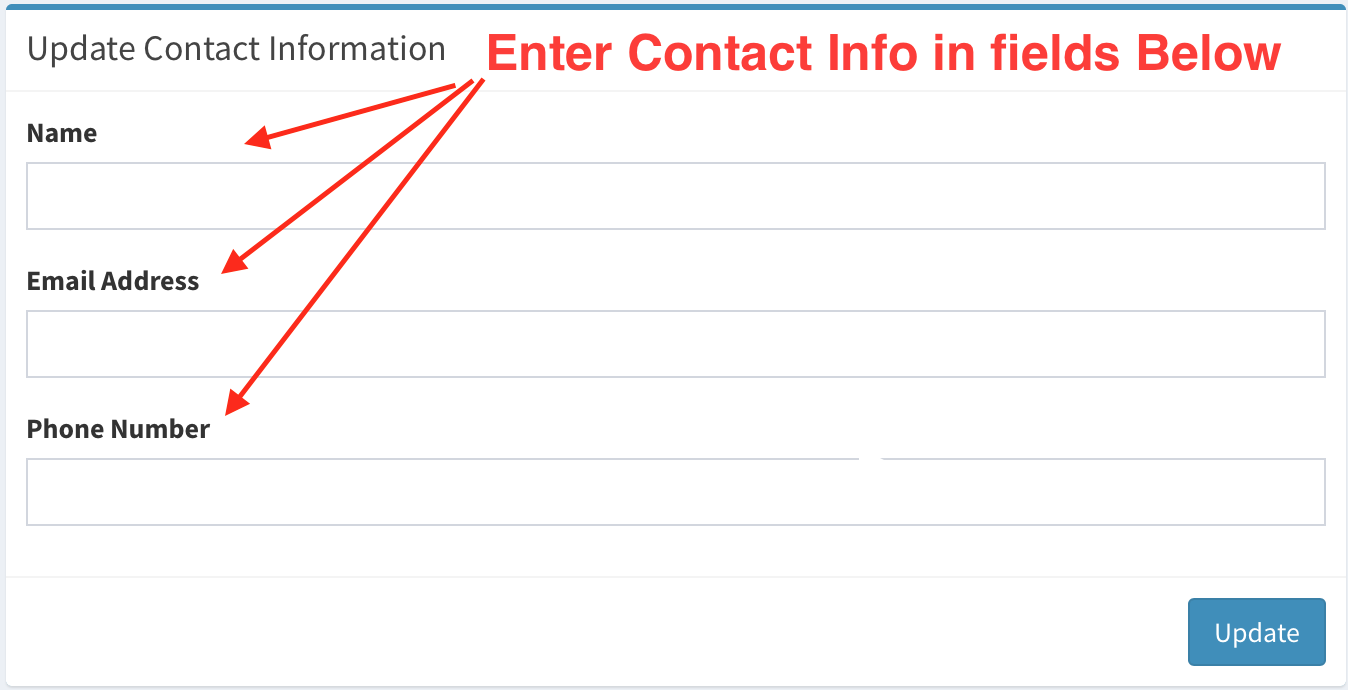 Update Contact Information
Enter Contact Info in fields Below
Name
Email Address
Phone Number
Update